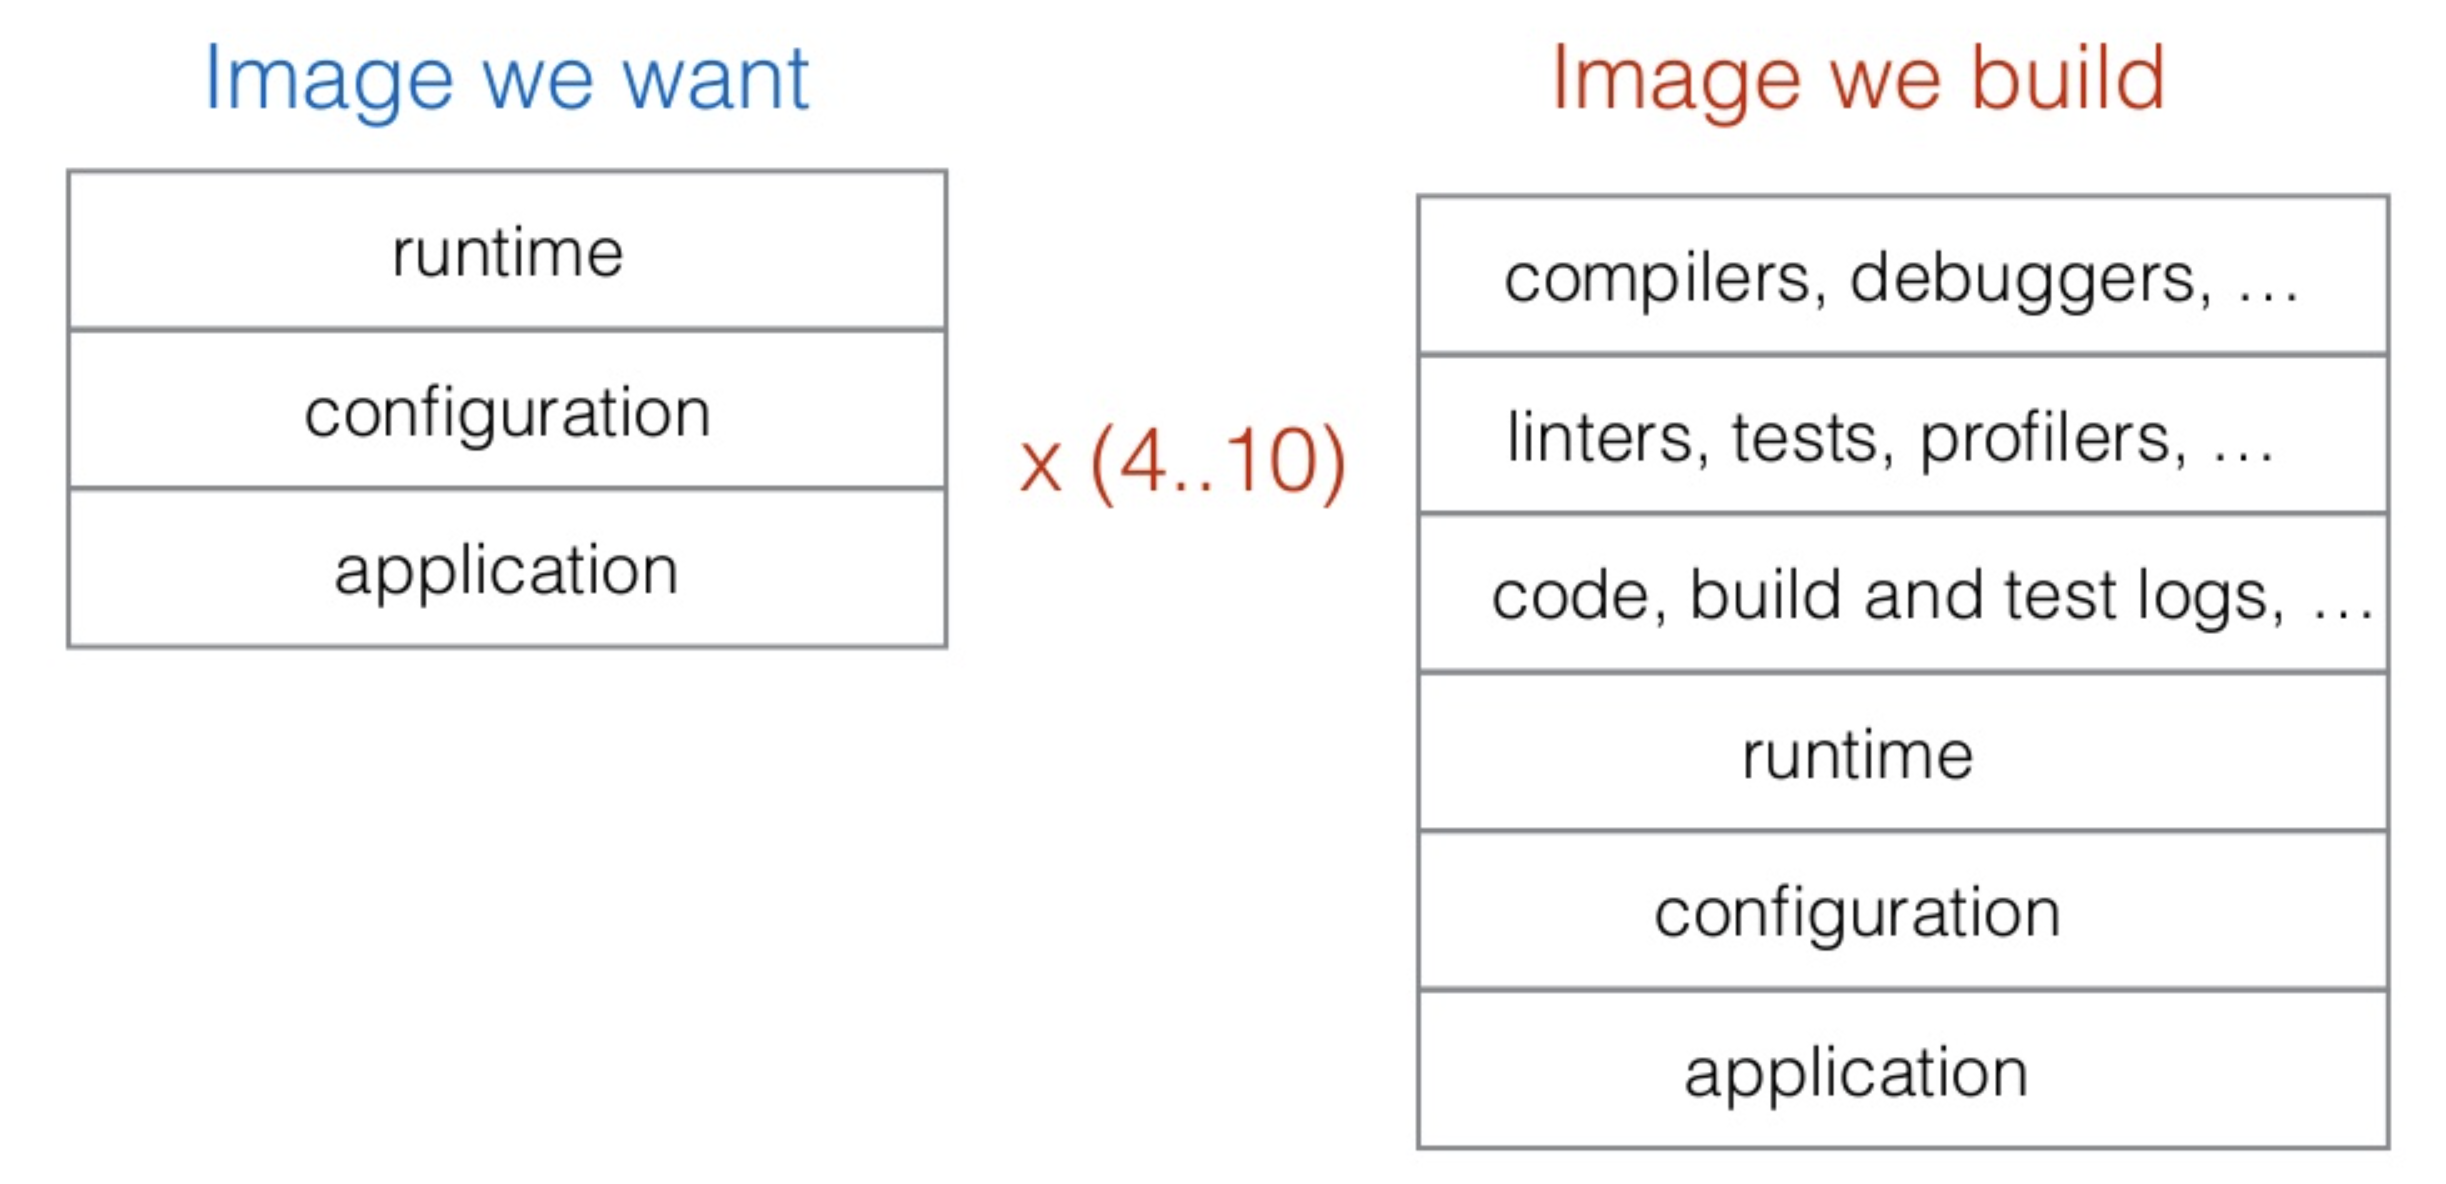 Image we want
runtime
configuration
application
x (4..10)
Image we build
compilers, debuggers, …
linters, tests, profilers, …
code, build and test logs, …
runtime
configuration
application